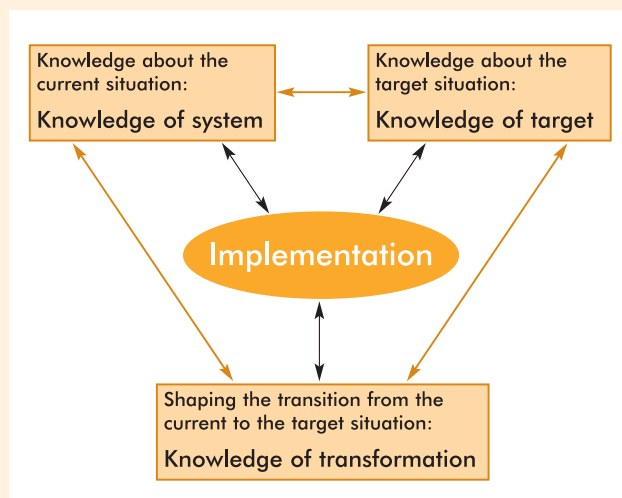 Knowledge about the
current situation:
Knowledge of system
Knowledge about the
target situation:
Knowledge of target
Implementation
Shaping the transition from the
current to the target situation:
Knowledge of transformation